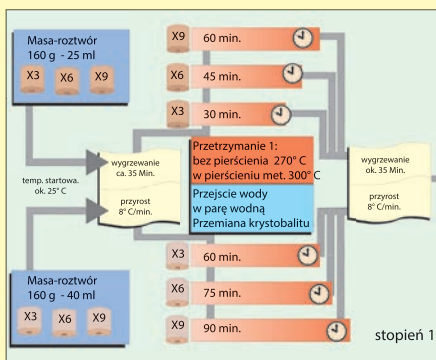 Masa-roztwór
160 g - 25 ml
X3 X6 X9
X9 60 min.
X6 45 min.
X3 30 min.
temp. startowa.
ok. 25° C
wygrzewanie
ca. 35 Min.
przyrost
8° C/min.
Przetrzymanie 1:
bez pierścienia 270° C
w pierścieniu met. 300° C
Przejscie wody
w parę wodną
Przemiana krystobalitu
wygrzewanie
ok. 35 Min.
przyrost
8° C/min.
Masa-roztwór
160 g - 40 ml
X3 X6 X9
X3 60 min.
X6 75 min.
X9 90 min.
stopień 1